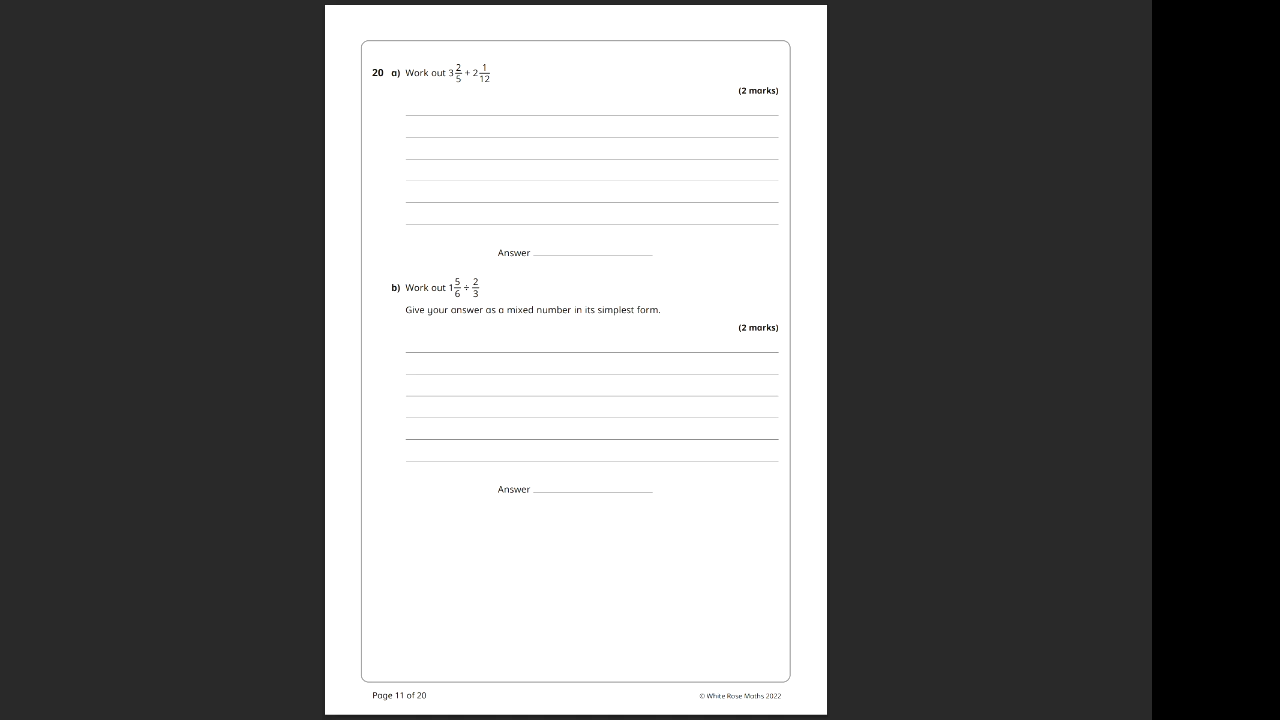 20 a) Work out 3 2/5 + 2 1/12
(2 marks)
Answer
b) Work out 1 5/6 ÷ 2/3
Give your answer as a mixed number in its simplest form.
(2 marks)
Answer
Page 11 of 20 © White Rose Maths 2022